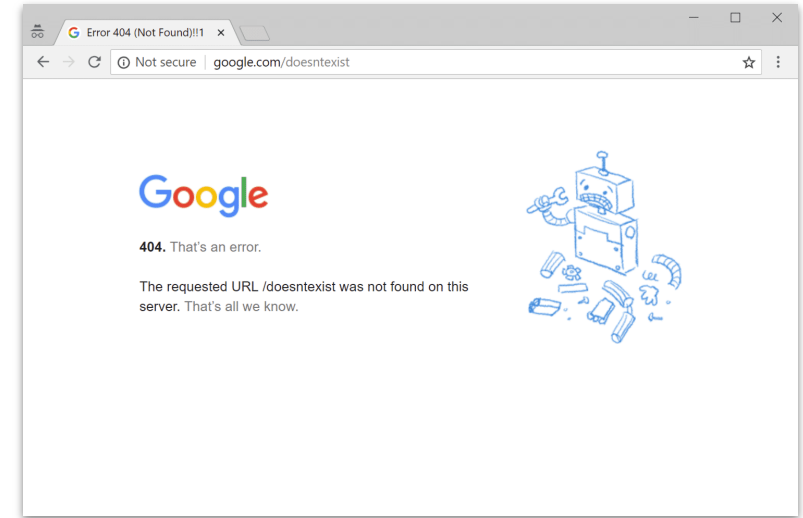 Error 404 (Not Found)!!1
Not secure google.com/doesntexist
Google
404. That's an error.
The requested URL /doesntexist was not found on this
server. That's all we know.